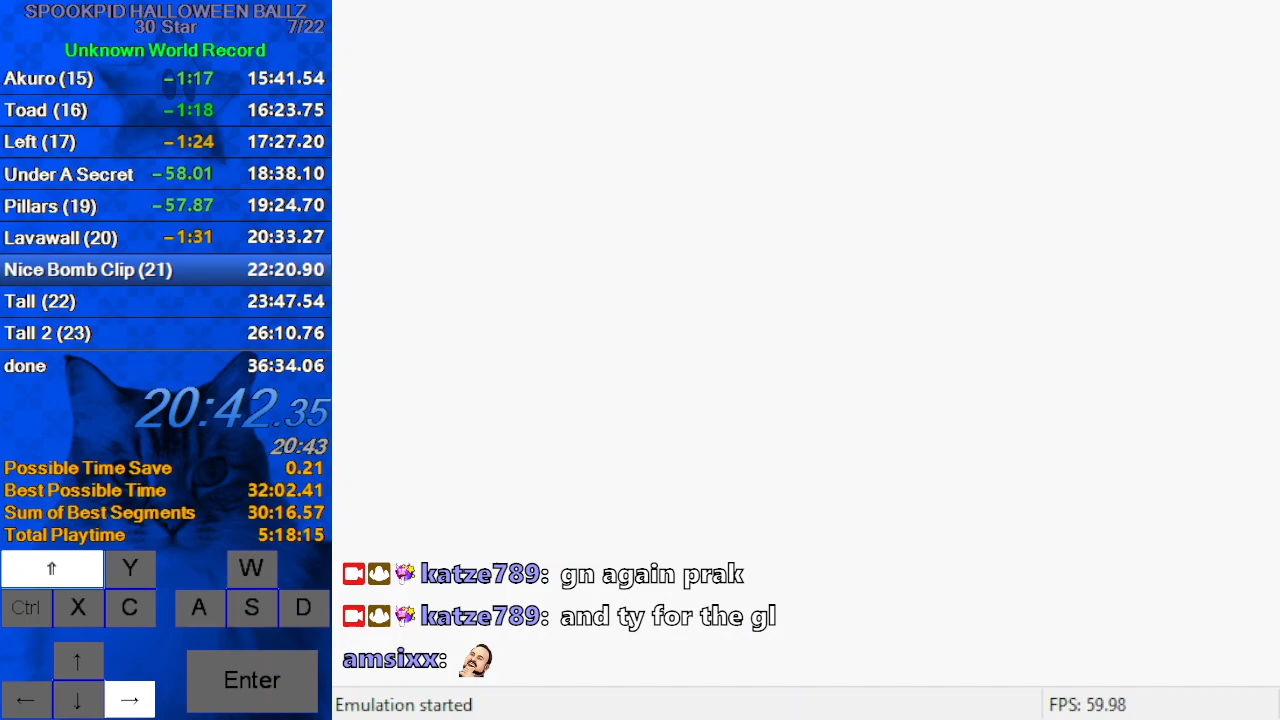 SPOOKPID HALLOWEEN BALLZ
30 Star 7/22
Unknown World Record
Akuro (15) -1:17 15:41.54
Toad (16) -1:18 16:23.75
Left (17) -1:24 17:27.20
Under A Secret -58.01 18:38.10
Pillars (19) -57.87 19:24.70
Lavawall (20) -1:31 20:33.27
Nice Bomb Clip (21) 22:20.90
Tall (22) 23:47.54
Tall 2 (23) 26:10.76
done 36:34.06
20:42.35
20:43
Possible Time Save 0.21
Best Possible Time 32:02.41
Sum of Best Segments 30:16.57
Total Playtime 5:18:15
⇑ Y W
Ctrl X C A S D
↑
← ↓ → Enter
katze789: gn again prak
katze789: and ty for the gl
amsixx:
Emulation started FPS: 59.98